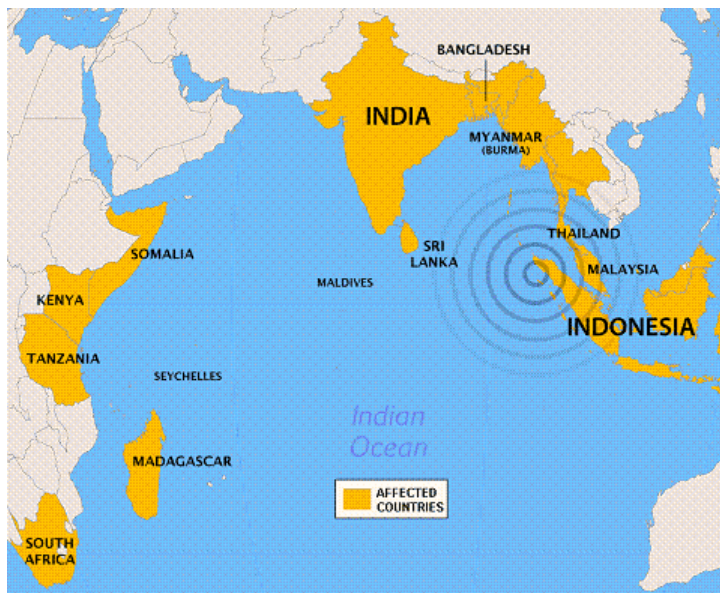 BANGLADESH
INDIA
MYANMAR
(BURMA)
THAILAND
SRI
LANKA
SOMALIA
MALAYSIA
MALDIVES
KENYA
INDONESIA
TANZANIA
SEYCHELLES
Indian
Ocean
MADAGASCAR
AFFECTED
COUNTRIES
SOUTH
AFRICA